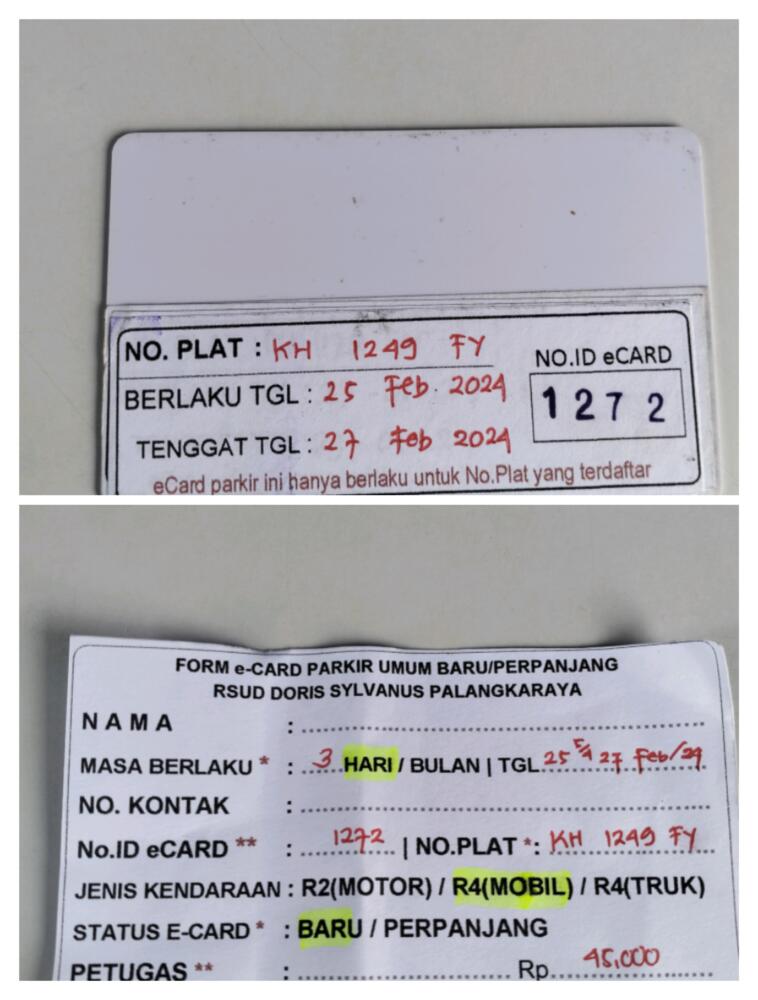 NO. PLAT : KH 1249 FY
NO.ID eCARD
BERLAKU TGL : 25 Feb 2024
1272
TENGGAT TGL : 27 Feb 2024
eCard parkir ini hanya berlaku untuk No.Plat yang terdaftar
FORM e-CARD PARKIR UMUM BARU/PERPANJANG
RSUD DORIS SYLVANUS PALANGKARAYA
NAMA :
MASA BERLAKU * : 3 HARI / BULAN | TGL 25 s/d 27 Feb/24
NO. KONTAK :
No.ID eCARD ** : 1272 | NO.PLAT *: KH 1249 FY
JENIS KENDARAAN : R2(MOTOR) / R4(MOBIL) / R4(TRUK)
STATUS E-CARD * : BARU / PERPANJANG
PETUGAS ** : Rp. 45,000